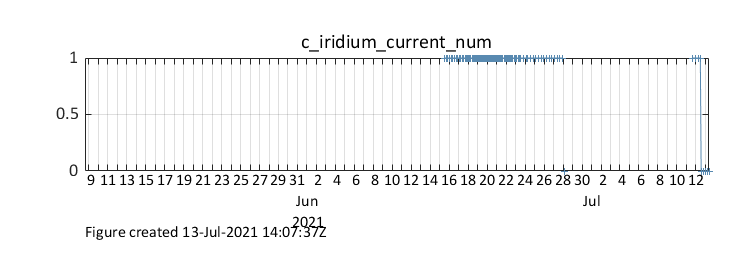 c_iridium_current_num
1
0.5
0
9 11 13 15 17 19 21 23 25 27 29 31 2 4 6 8 10 12 14 16 18 20 22 24 26 28 30 2 4 6 8 10 12
Jun Jul
2021
Figure created 13-Jul-2021 14:07:37Z